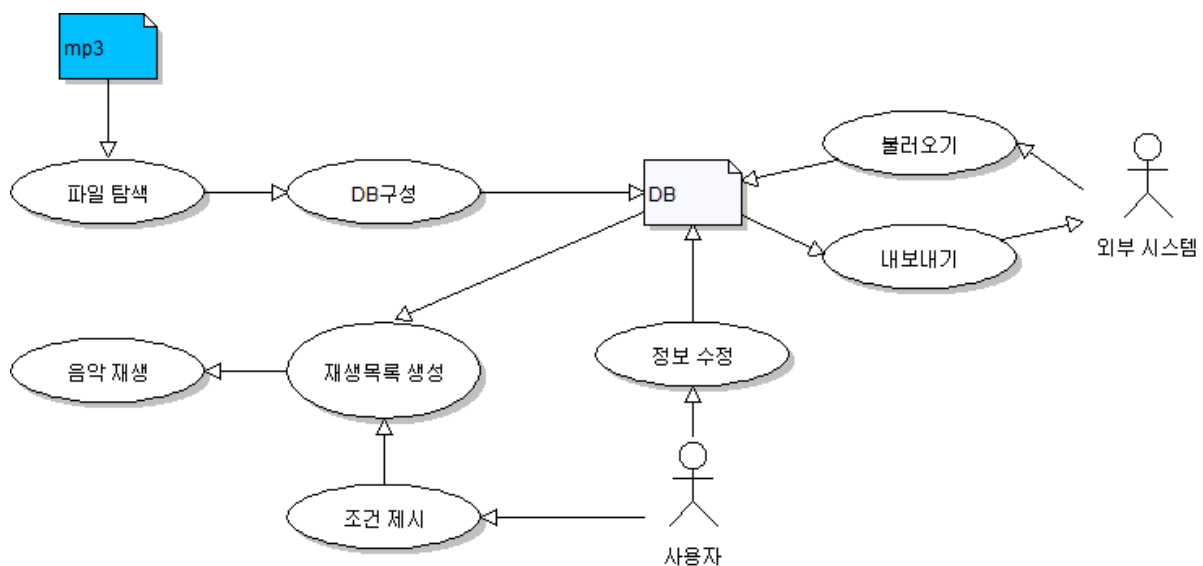 mp3
불러오기
파일 탐색
DB구성
DB
외부 시스템
내보내기
음악 재생
재생목록 생성
정보 수정
조건 제시
사용자